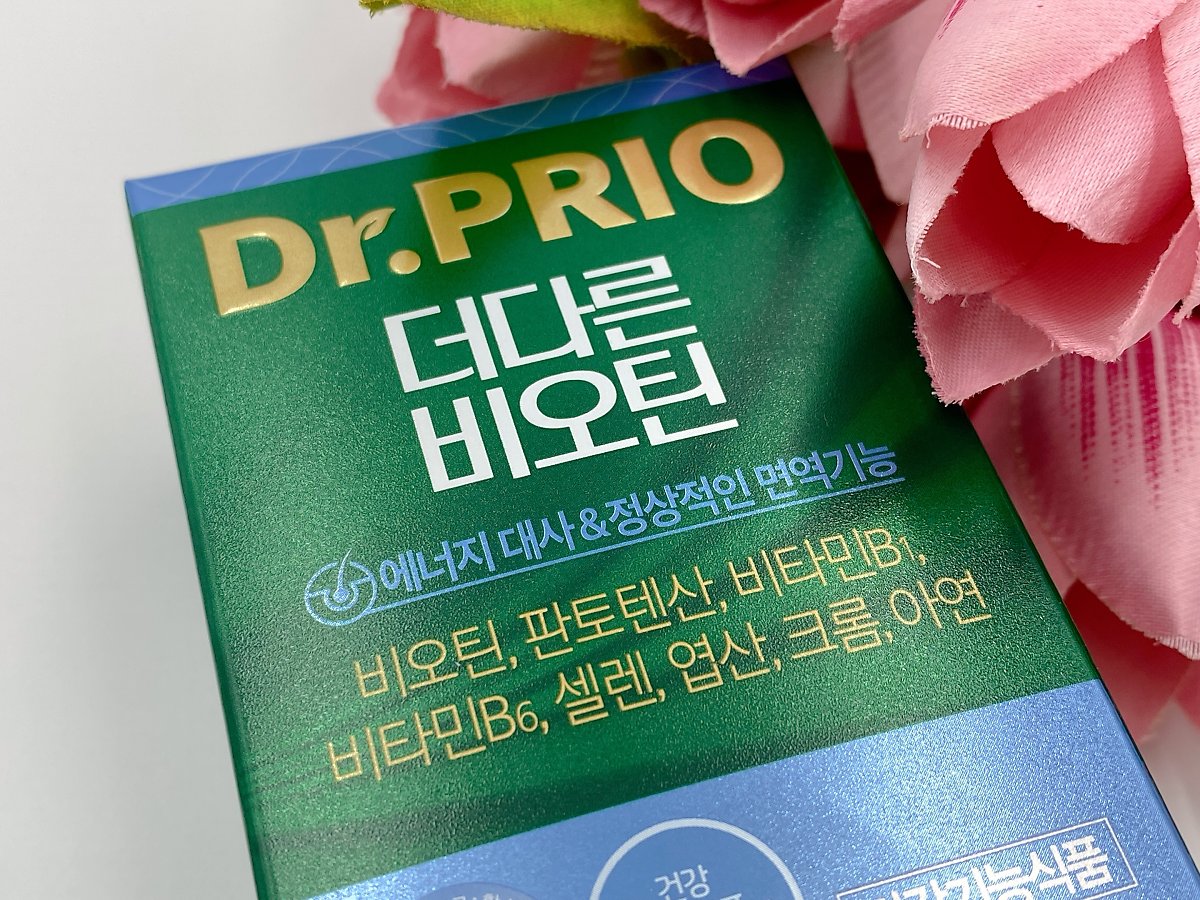 Dr.PRIO
더다른
비오틴
에너지 대사 & 정상적인 면역기능
비오틴, 판토텐산, 비타민B1,
비타민B6, 셀렌, 엽산, 크롬, 아연
건강